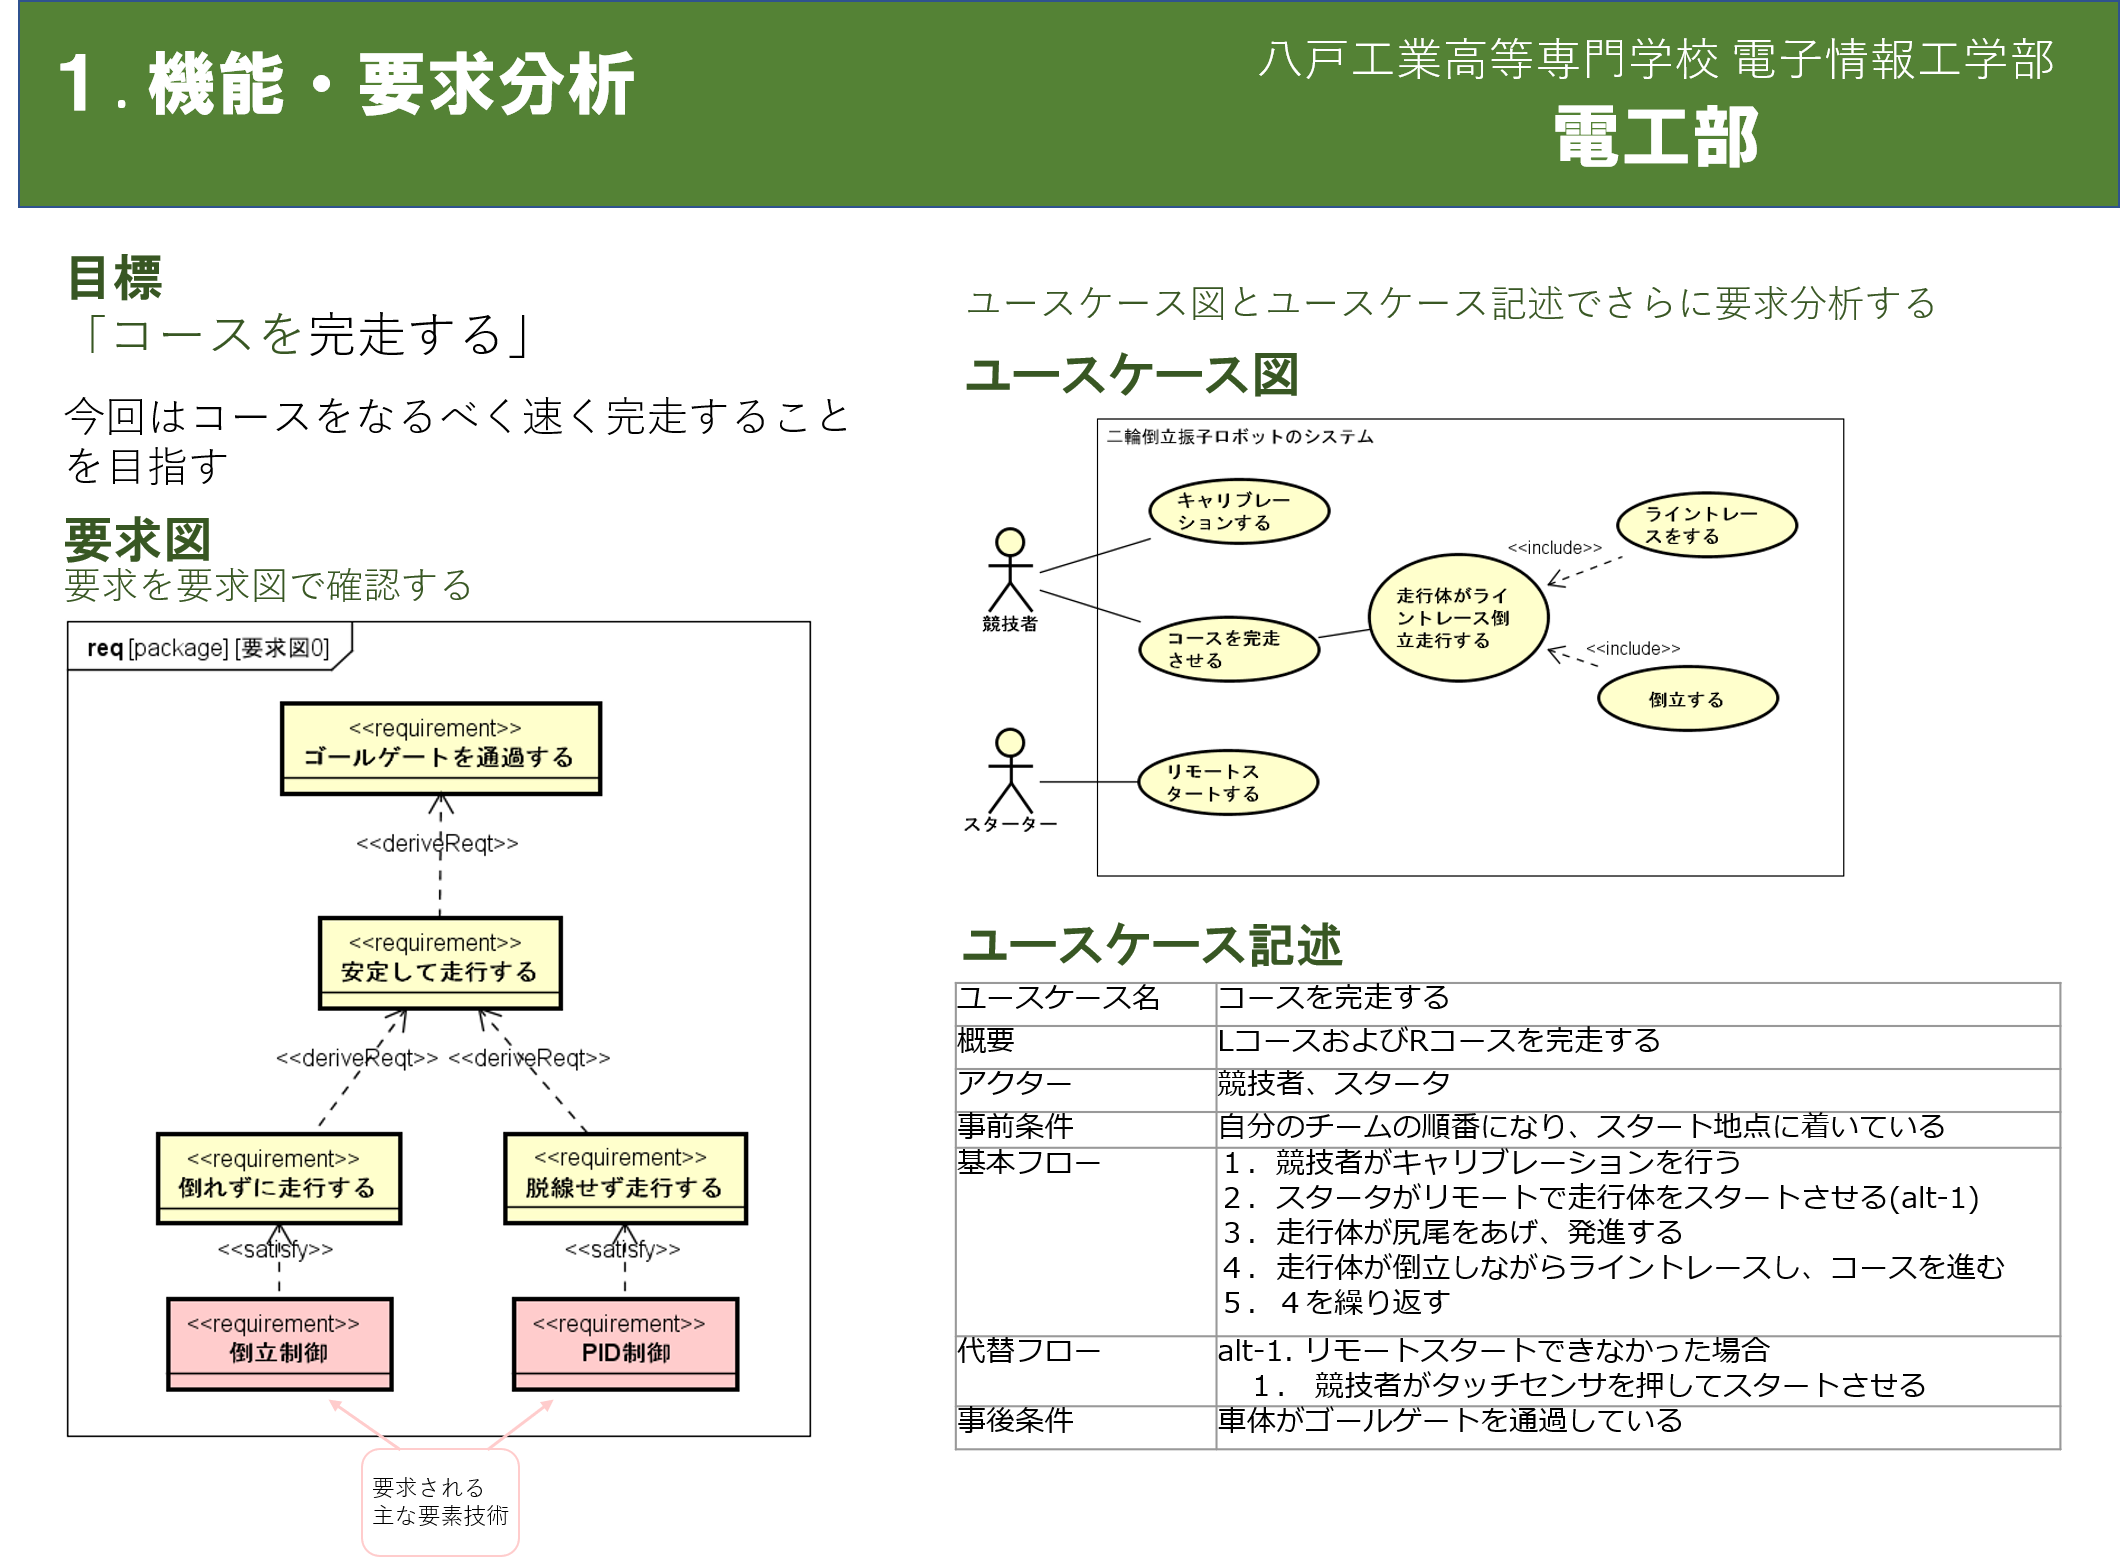 １.機能・要求分析
八戸工業高等専門学校 電子情報工学部
電工部
目標
「コースを完走する」
今回はコースをなるべく速く完走すること
を目指す
要求図
要求を要求図で確認する
req [package] [要求図0]
<<requirement>>
ゴールゲートを通過する
<<deriveReqt>>
<<requirement>>
安定して走行する
<<deriveReqt>> <<deriveReqt>>
<<requirement>>
倒れずに走行する
<<requirement>>
脱線せず走行する
<<satisfy>>
<<satisfy>>
<<requirement>>
倒立制御
<<requirement>>
PID制御
要求される
主な要素技術
ユースケース図とユースケース記述でさらに要求分析する
ユースケース図
二輪倒立振子ロボットのシステム
キャリブレー
ションする
ライントレー
スをする
<<include>>
競技者
走行体がライ
ントレース倒
立走行する
コースを完走
させる
<<include>>
倒立する
スターター
リモートス
タートする
ユースケース記述
ユースケース名 コースを完走する
概要 LコースおよびRコースを完走する
アクター 競技者、スタータ
事前条件 自分のチームの順番になり、スタート地点に着いている
基本フロー １．競技者がキャリブレーションを行う
２．スタータがリモートで走行体をスタートさせる(alt-1)
３．走行体が尻尾をあげ、発進する
４．走行体が倒立しながらライントレースし、コースを進む
５．４を繰り返す
代替フロー alt-1. リモートスタートできなかった場合
１． 競技者がタッチセンサを押してスタートさせる
事後条件 車体がゴールゲートを通過している